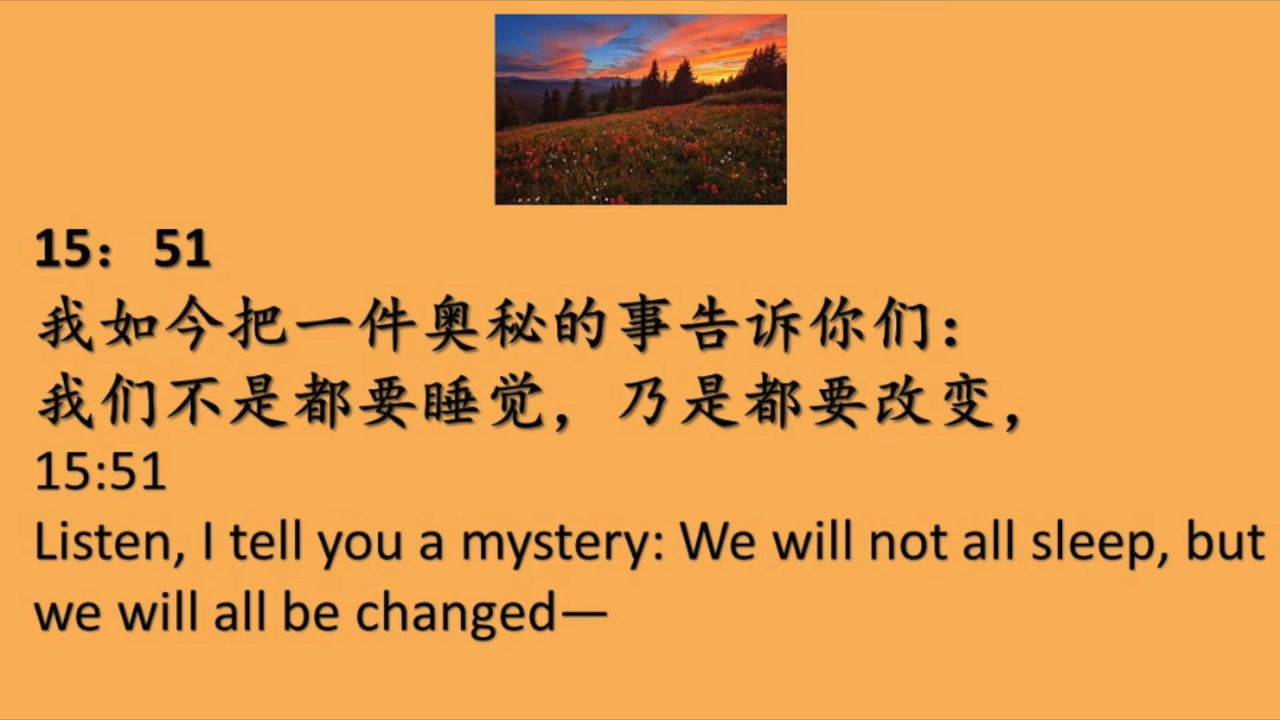 15： 51
我如今把一件奥秘的事告诉你们：
我们不是都要睡觉，乃是都要改变，
15:51
Listen, I tell you a mystery: We will not all sleep, but
we will all be changed—